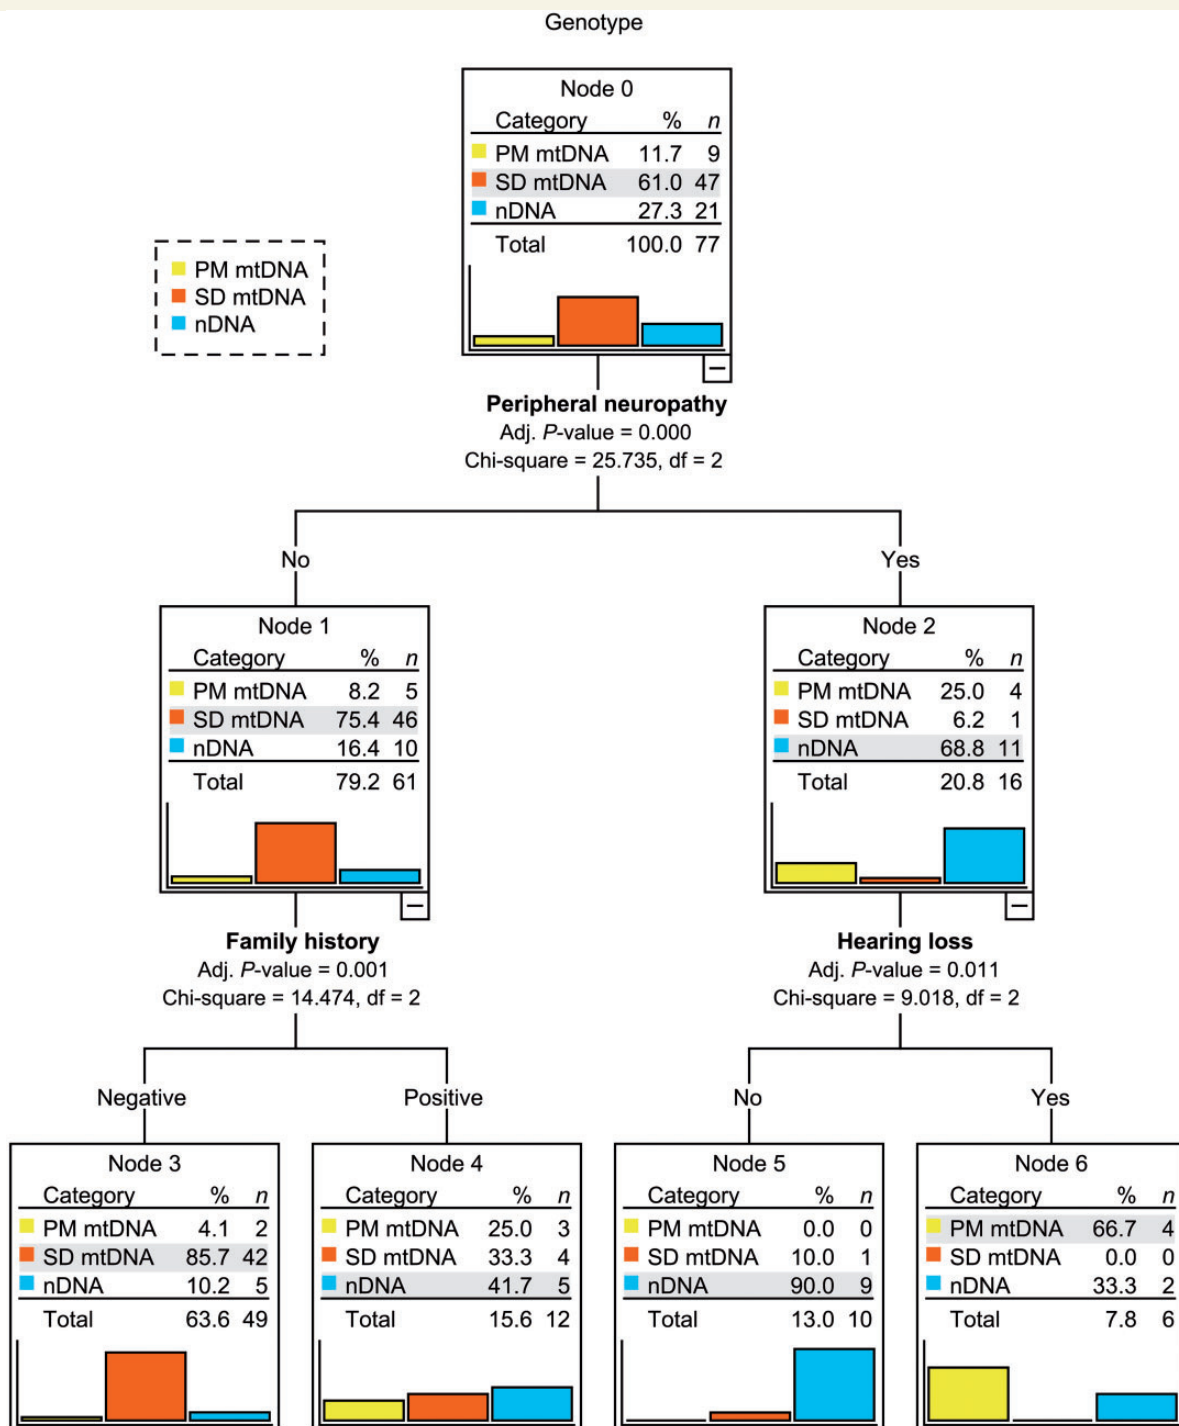 Genotype
Node 0
Category % n
PM mtDNA 11.7 9
SD mtDNA 61.0 47
nDNA 27.3 21
Total 100.0 77
PM mtDNA
SD mtDNA
nDNA
Peripheral neuropathy
Adj. P-value = 0.000
Chi-square = 25.735, df = 2
No
Yes
Node 1
Category % n
PM mtDNA 8.2 5
SD mtDNA 75.4 46
nDNA 16.4 10
Total 79.2 61
Node 2
Category % n
PM mtDNA 25.0 4
SD mtDNA 6.2 1
nDNA 68.8 11
Total 20.8 16
Family history
Adj. P-value = 0.001
Chi-square = 14.474, df = 2
Hearing loss
Adj. P-value = 0.011
Chi-square = 9.018, df = 2
Negative
Positive
No
Yes
Node 3
Category % n
PM mtDNA 4.1 2
SD mtDNA 85.7 42
nDNA 10.2 5
Total 63.6 49
Node 4
Category % n
PM mtDNA 25.0 3
SD mtDNA 33.3 4
nDNA 41.7 5
Total 15.6 12
Node 5
Category % n
PM mtDNA 0.0 0
SD mtDNA 10.0 1
nDNA 90.0 9
Total 13.0 10
Node 6
Category % n
PM mtDNA 66.7 4
SD mtDNA 0.0 0
nDNA 33.3 2
Total 7.8 6